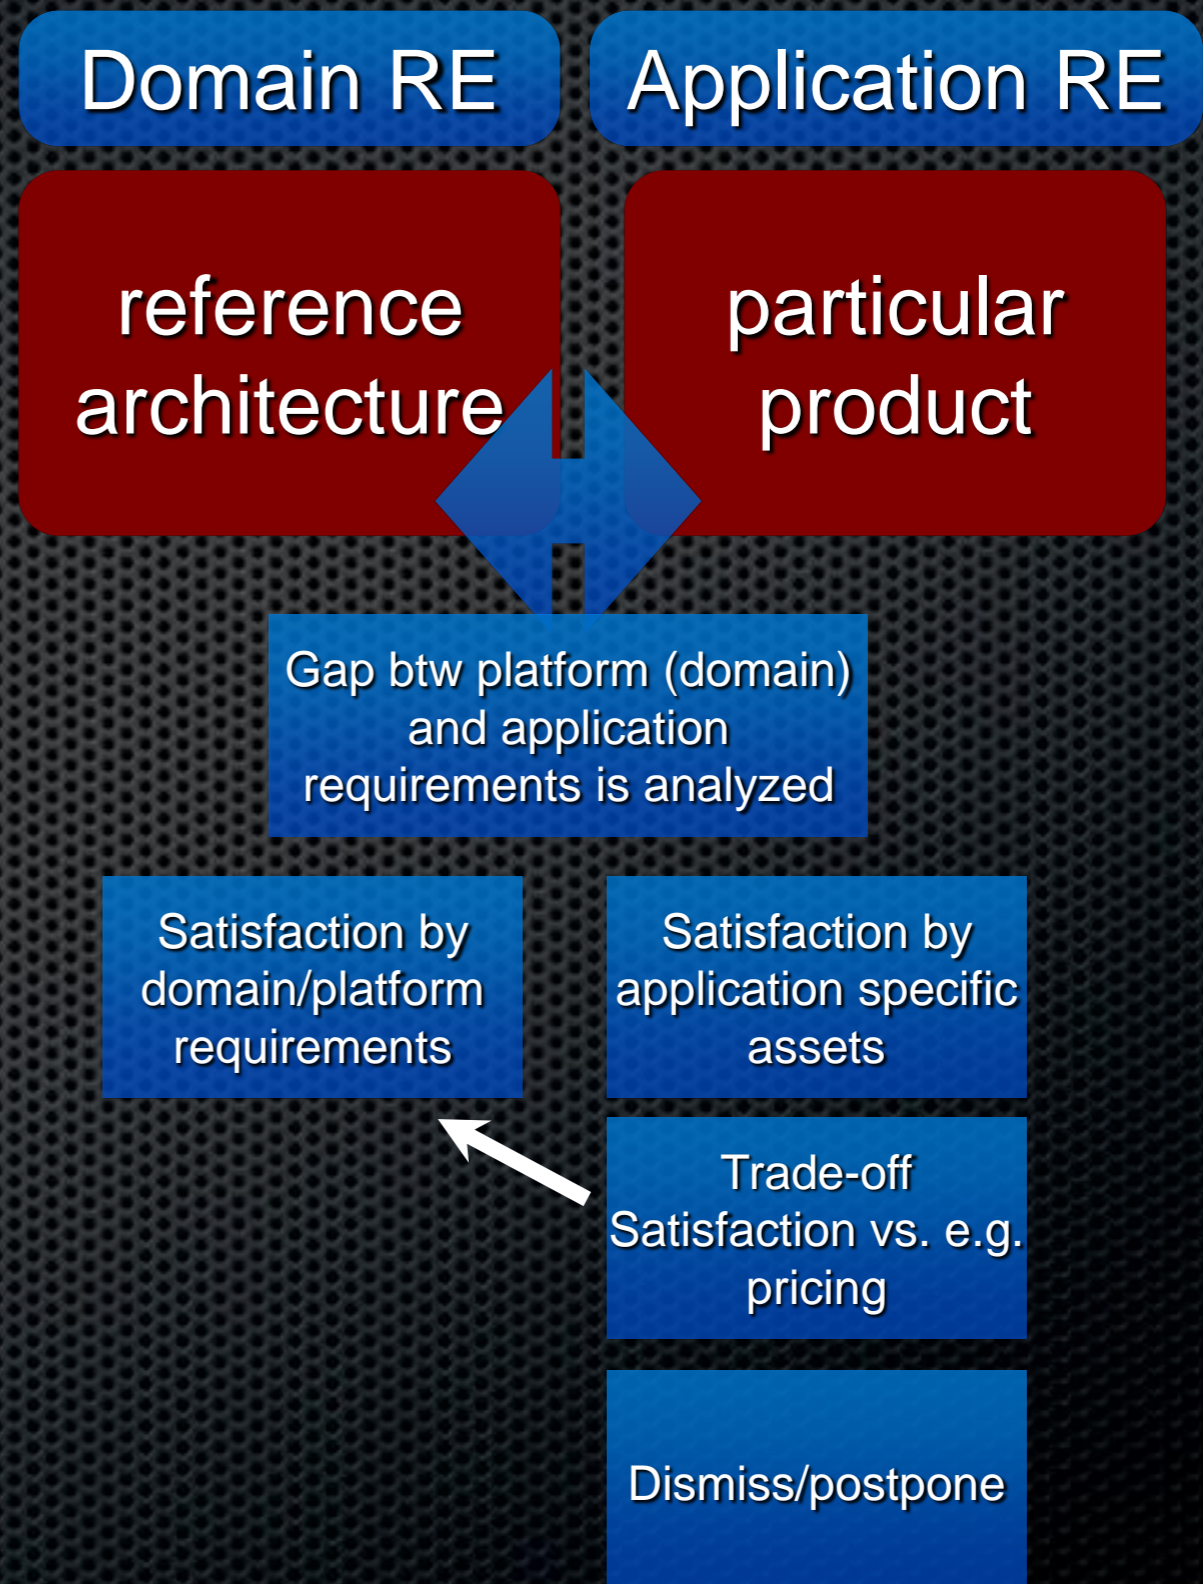 Domain RE
Application RE
reference
architecture
particular
product
Gap btw platform (domain)
and application
requirements is analyzed
Satisfaction by
domain/platform
requirements
Satisfaction by
application specific
assets
Trade-off
Satisfaction vs. e.g.
pricing
Dismiss/postpone